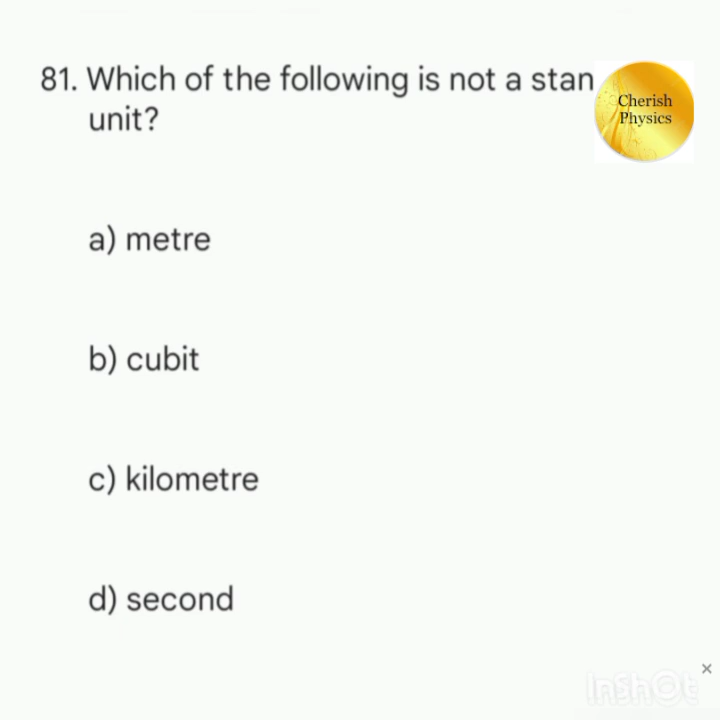 81. Which of the following is not a stan
unit?
Cherish
Physics
a) metre
b) cubit
c) kilometre
d) second
InShOt
×